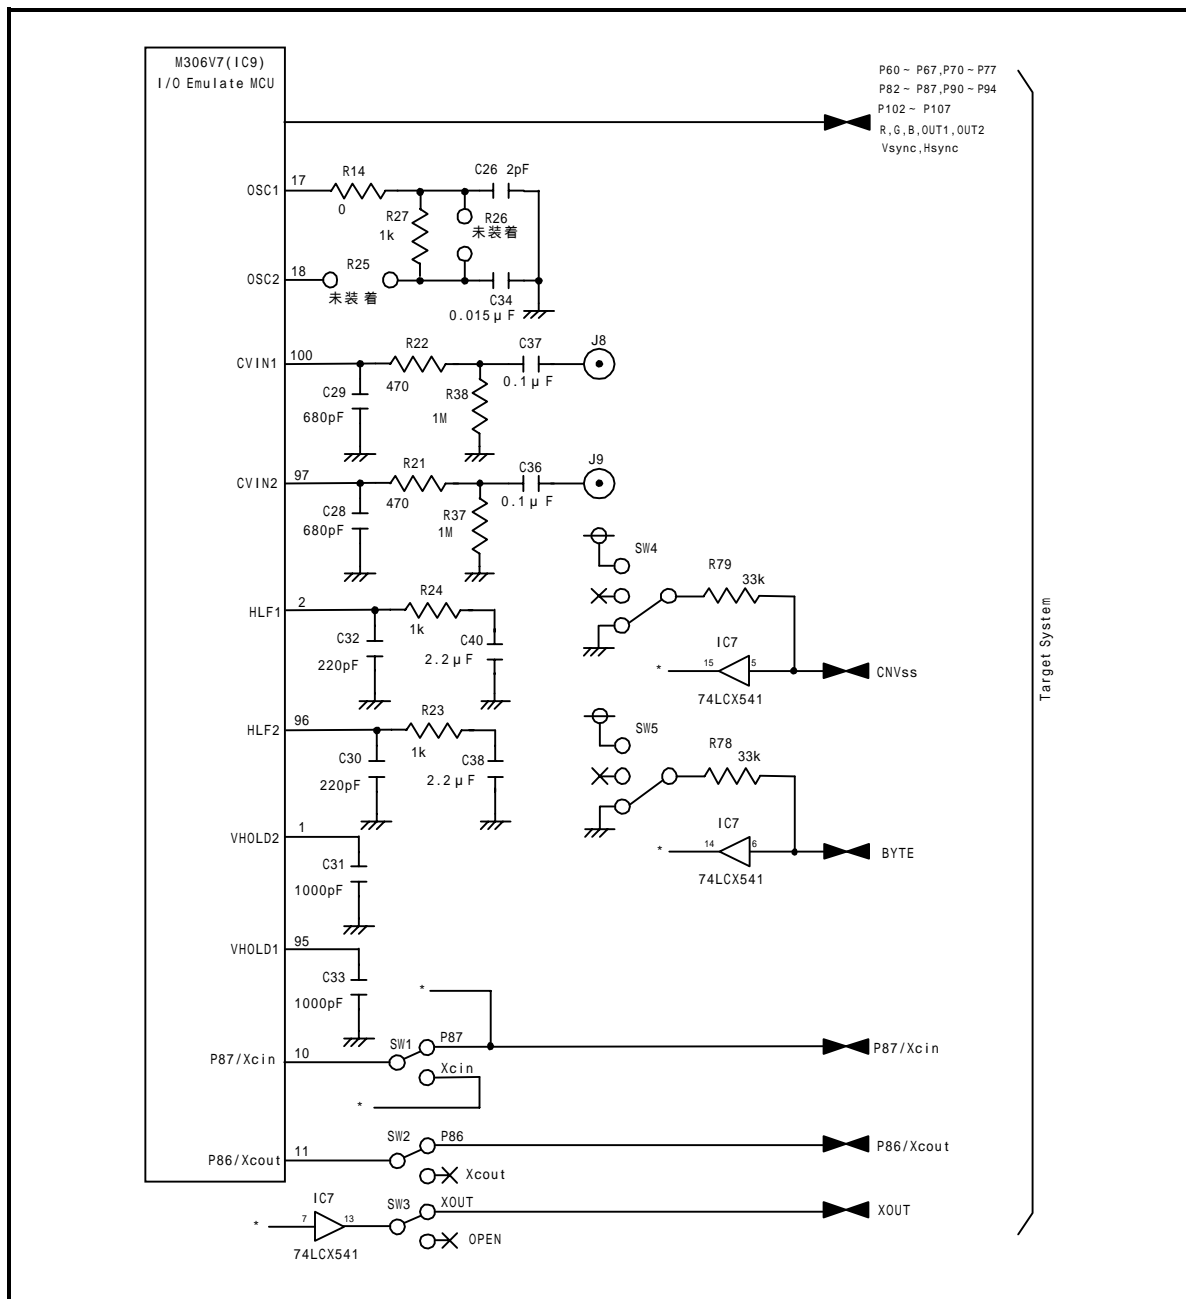 M306V7(IC9)
I/O Emulate MCU
P60 ~ P67,P70 ~ P77
P82 ~ P87,P90 ~ P94
P102 ~ P107
R,G,B,OUT1,OUT2
Vsync,Hsync
OSC1
17
R14
0
R27
1k
C26 2pF
R26
未装着
OSC2
18
R25
未装着
C34
0.015μF
CVIN1
100
R22
470
C29
680pF
R38
1M
C37
0.1μF
J8
CVIN2
97
R21
470
C28
680pF
R37
1M
C36
0.1μF
J9
SW4
R79
33k
IC7
15
5
*
74LCX541
CNVss
HLF1
2
R24
1k
C32
220pF
C40
2.2μF
HLF2
96
R23
1k
C30
220pF
C38
2.2μF
SW5
R78
33k
IC7
14
6
*
74LCX541
BYTE
VHOLD2
1
C31
1000pF
VHOLD1
95
C33
1000pF
*
P87/Xcin
10
SW1
P87
Xcin
*
P87/Xcin
P86/Xcout
11
SW2
P86
Xcout
P86/Xcout
*
IC7
7
13
74LCX541
SW3
XOUT
OPEN
XOUT
Target System